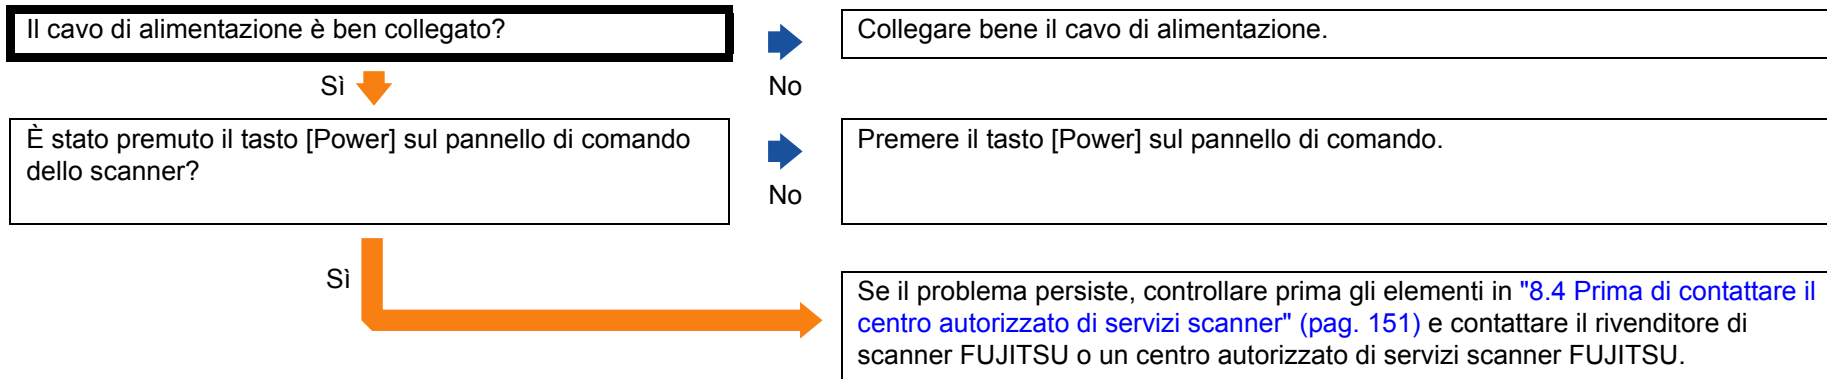 Il cavo di alimentazione è ben collegato?
Collegare bene il cavo di alimentazione.
Sì
No
È stato premuto il tasto [Power] sul pannello di comando
dello scanner?
Premere il tasto [Power] sul pannello di comando.
No
Sì
Se il problema persiste, controllare prima gli elementi in "8.4 Prima di contattare il
centro autorizzato di servizi scanner" (pag. 151) e contattare il rivenditore di
scanner FUJITSU o un centro autorizzato di servizi scanner FUJITSU.